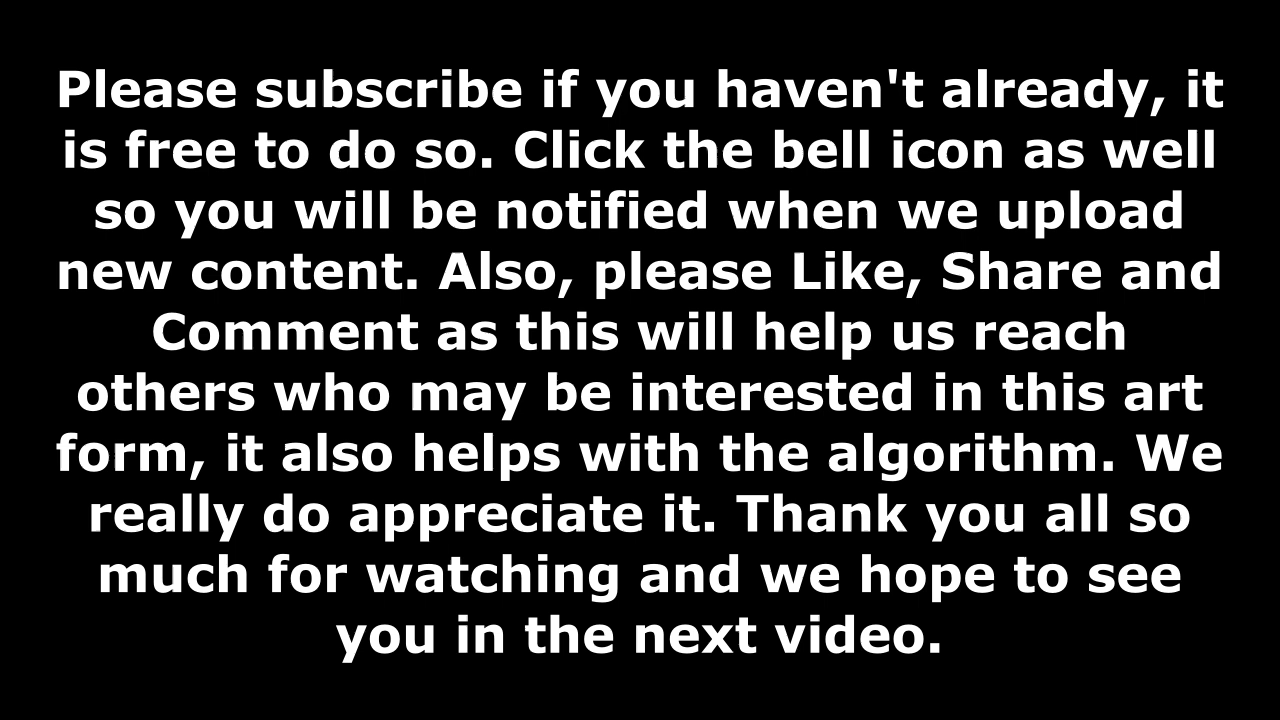 Please subscribe if you haven't already, it
is free to do so. Click the bell icon as well
so you will be notified when we upload
new content. Also, please Like, Share and
Comment as this will help us reach
others who may be interested in this art
form, it also helps with the algorithm. We
really do appreciate it. Thank you all so
much for watching and we hope to see
you in the next video.